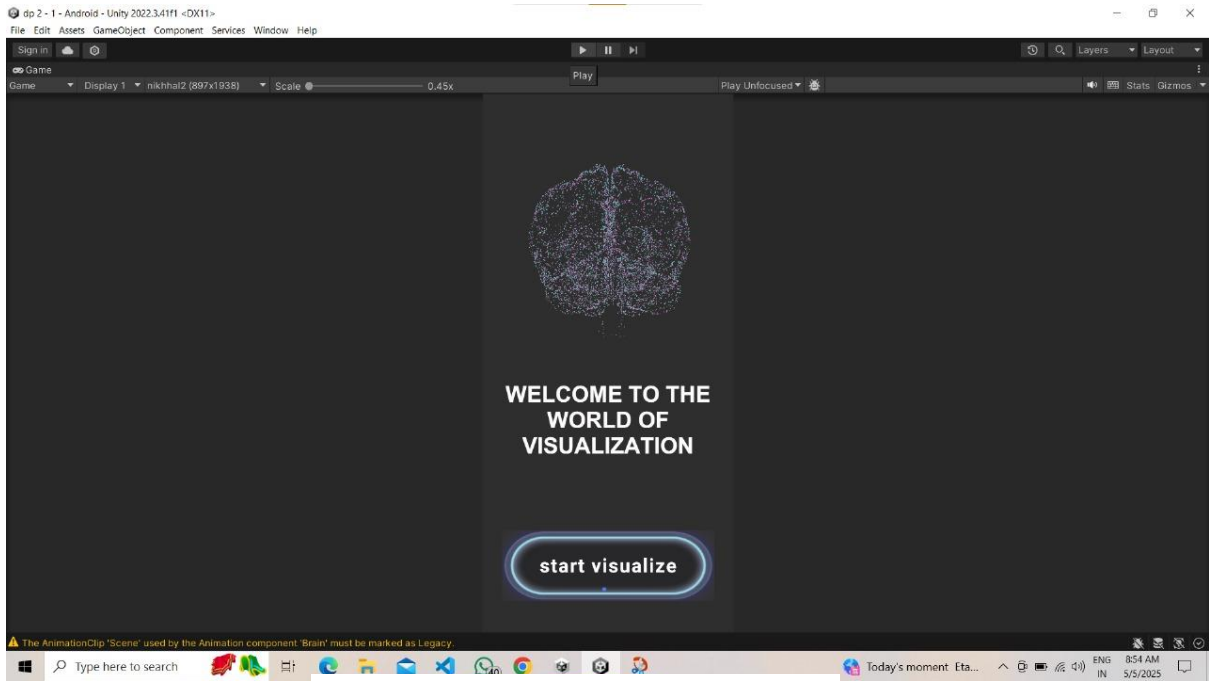 dp 2 - 1 - Android - Unity 2022.3.41f1 <DX11>
File Edit Assets GameObject Component Services Window Help
Sign in Layers Layout
Game
Play
Game Display 1 nikhhal2 (897x1938) Scale 0.45x Play Unfocused Stats Gizmos
WELCOME TO THE
WORLD OF
VISUALIZATION
start visualize
The AnimationClip 'Scene' used by the Animation component 'Brain' must be marked as Legacy.
Type here to search Today's moment Eta... ENG 8:54 AM
IN 5/5/2025